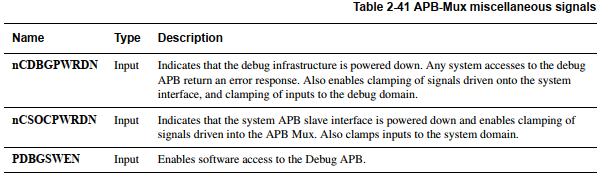 Table 2-41 APB-Mux miscellaneous signals
Name Type Description
nCDBGPWRDN Input Indicates that the debug infrastructure is powered down. Any system accesses to the debug
APB return an error response. Also enables clamping of signals driven onto the system
interface, and clamping of inputs to the debug domain.
nCSOCPWRDN Input Indicates that the system APB slave interface is powered down and enables clamping of
signals driven into the APB Mux. Also clamps inputs to the system domain.
PDBGSWEN Input Enables software access to the Debug APB.